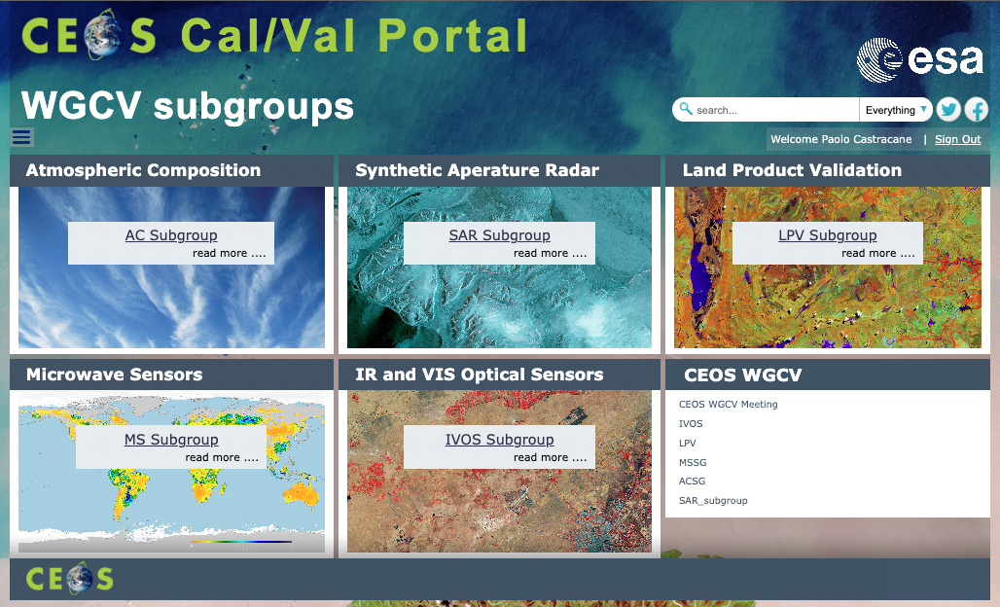 CEOS Cal/Val Portal
esa
WGCV subgroups
search...
Everything
Welcome Paolo Castracane | Sign Out
Atmospheric Composition
AC Subgroup
read more ....
Synthetic Aperature Radar
SAR Subgroup
read more ....
Land Product Validation
LPV Subgroup
read more ....
Microwave Sensors
MS Subgroup
read more ....
IR and VIS Optical Sensors
IVOS Subgroup
read more ....
CEOS WGCV
CEOS WGCV Meeting
IVOS
LPV
MSSG
ACSG
SAR_subgroup
CEOS